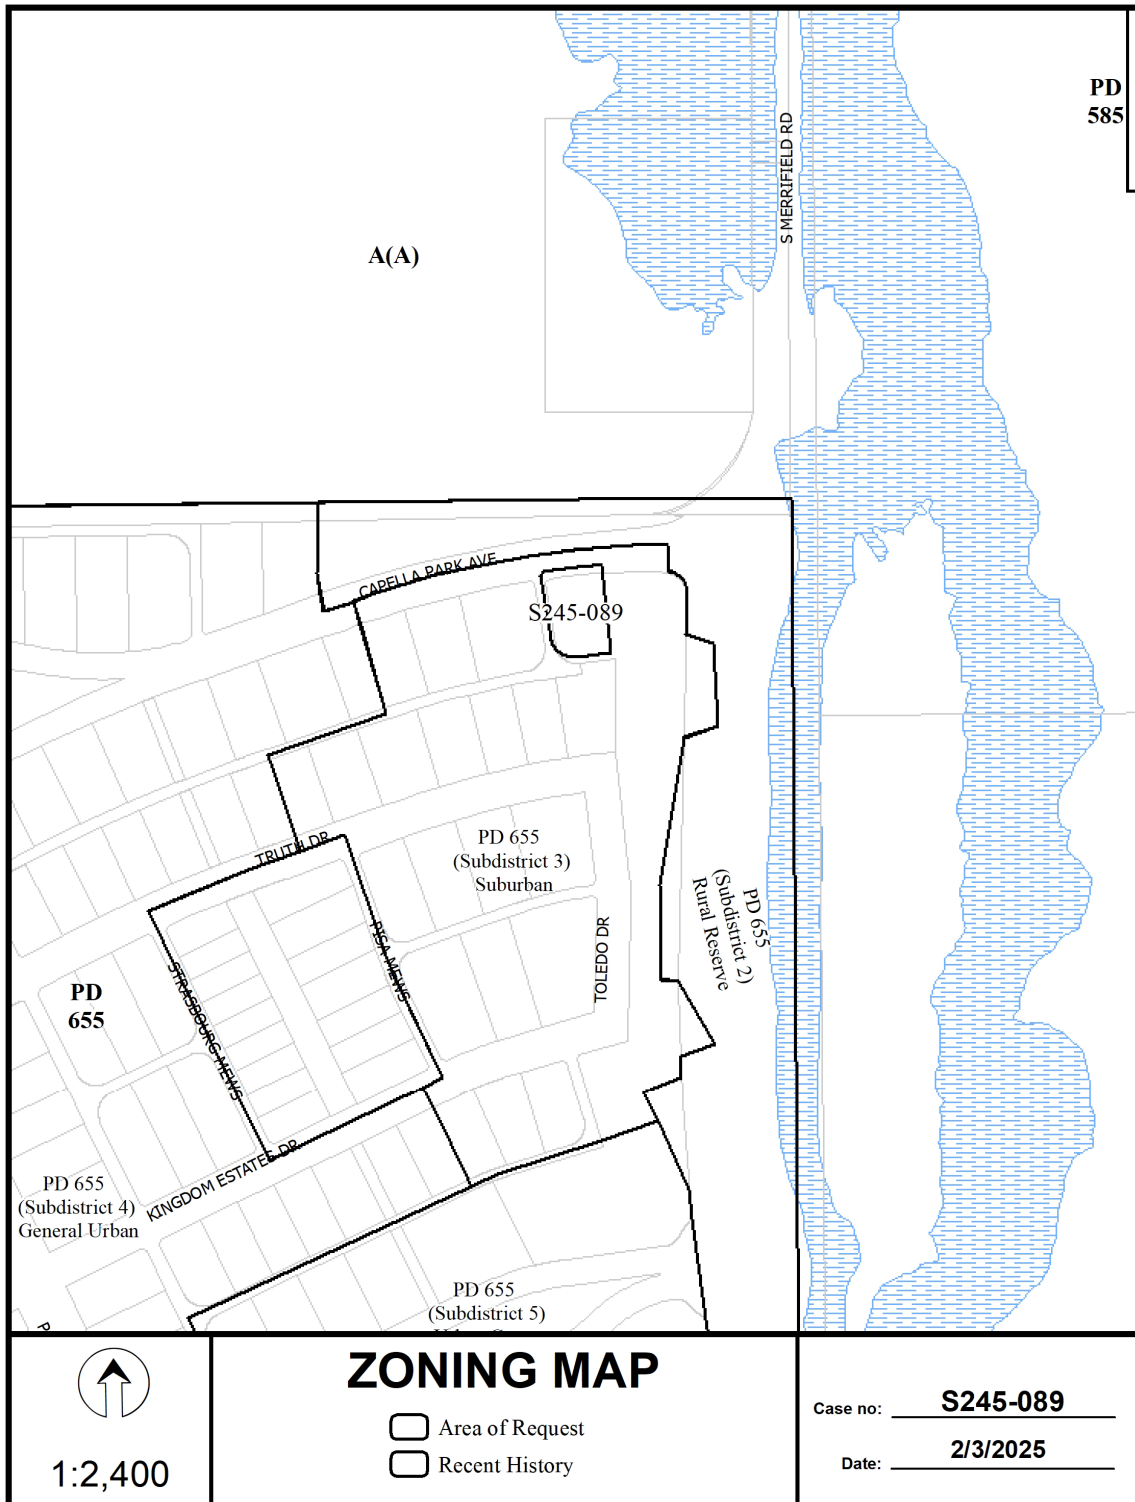 PD
585
S MERRIFIELD RD
A(A)
CAPELLA PARK AVE
S245-089
TRUTH DR
PD 655
(Subdistrict 3)
Suburban
PD 655
(Subdistrict 2)
Rural Reserve
PISA MEWS
TOLEDO DR
STRASBOURG MEWS
PD
655
KINGDOM ESTATES DR
PD 655
(Subdistrict 4)
General Urban
PD 655
(Subdistrict 5)
ZONING MAP
Area of Request
Recent History
1:2,400
Case no: S245-089
Date: 2/3/2025